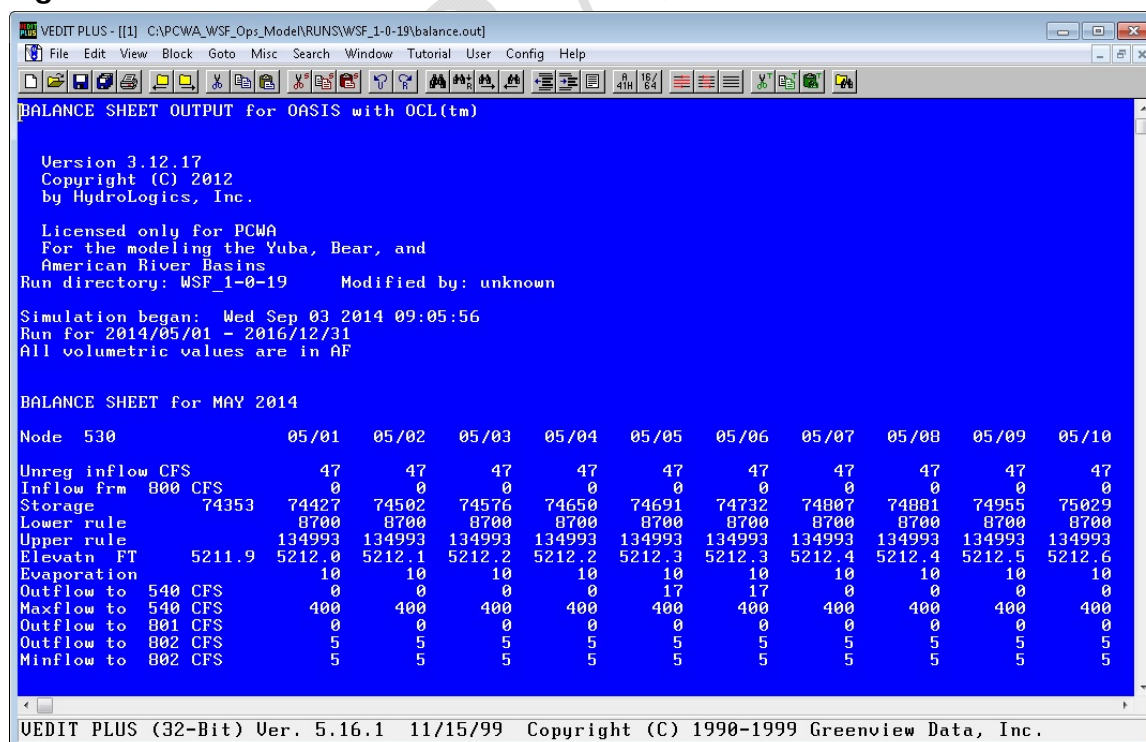 VEDIT PLUS - [[1] C:\PCWA_WSF_Ops_Model\RUNS\WSF_1-0-19\balance.out]
File Edit View Block Goto Misc Search Window Tutorial User Config Help
BALANCE SHEET OUTPUT for OASIS with OCL(tm)
Version 3.12.17
Copyright (C) 2012
by HydroLogics, Inc.
Licensed only for PCWA
For the modeling the Yuba, Bear, and
American River Basins
Run directory: WSF_1-0-19 Modified by: unknown
Simulation began: Wed Sep 03 2014 09:05:56
Run for 2014/05/01 - 2016/12/31
All volumetric values are in AF
BALANCE SHEET for MAY 2014
Node 530 05/01 05/02 05/03 05/04 05/05 05/06 05/07 05/08 05/09 05/10
Unreg inflow CFS 47 47 47 47 47 47 47 47 47 47
Inflow frm 800 CFS 0 0 0 0 0 0 0 0 0 0
Storage 74353 74427 74502 74576 74650 74691 74732 74807 74881 74955 75029
Lower rule 8700 8700 8700 8700 8700 8700 8700 8700 8700 8700
Upper rule 134993 134993 134993 134993 134993 134993 134993 134993 134993 134993
Elevatn FT 5211.9 5212.0 5212.1 5212.2 5212.2 5212.3 5212.3 5212.4 5212.4 5212.5 5212.6
Evaporation 10 10 10 10 10 10 10 10 10 10
Outflow to 540 CFS 0 0 0 0 17 17 0 0 0 0
Maxflow to 540 CFS 400 400 400 400 400 400 400 400 400 400
Outflow to 801 CFS 0 0 0 0 0 0 0 0 0 0
Outflow to 802 CFS 5 5 5 5 5 5 5 5 5 5
Minflow to 802 CFS 5 5 5 5 5 5 5 5 5 5
VEDIT PLUS (32-Bit) Ver. 5.16.1 11/15/99 Copyright (C) 1990-1999 Greenview Data, Inc.